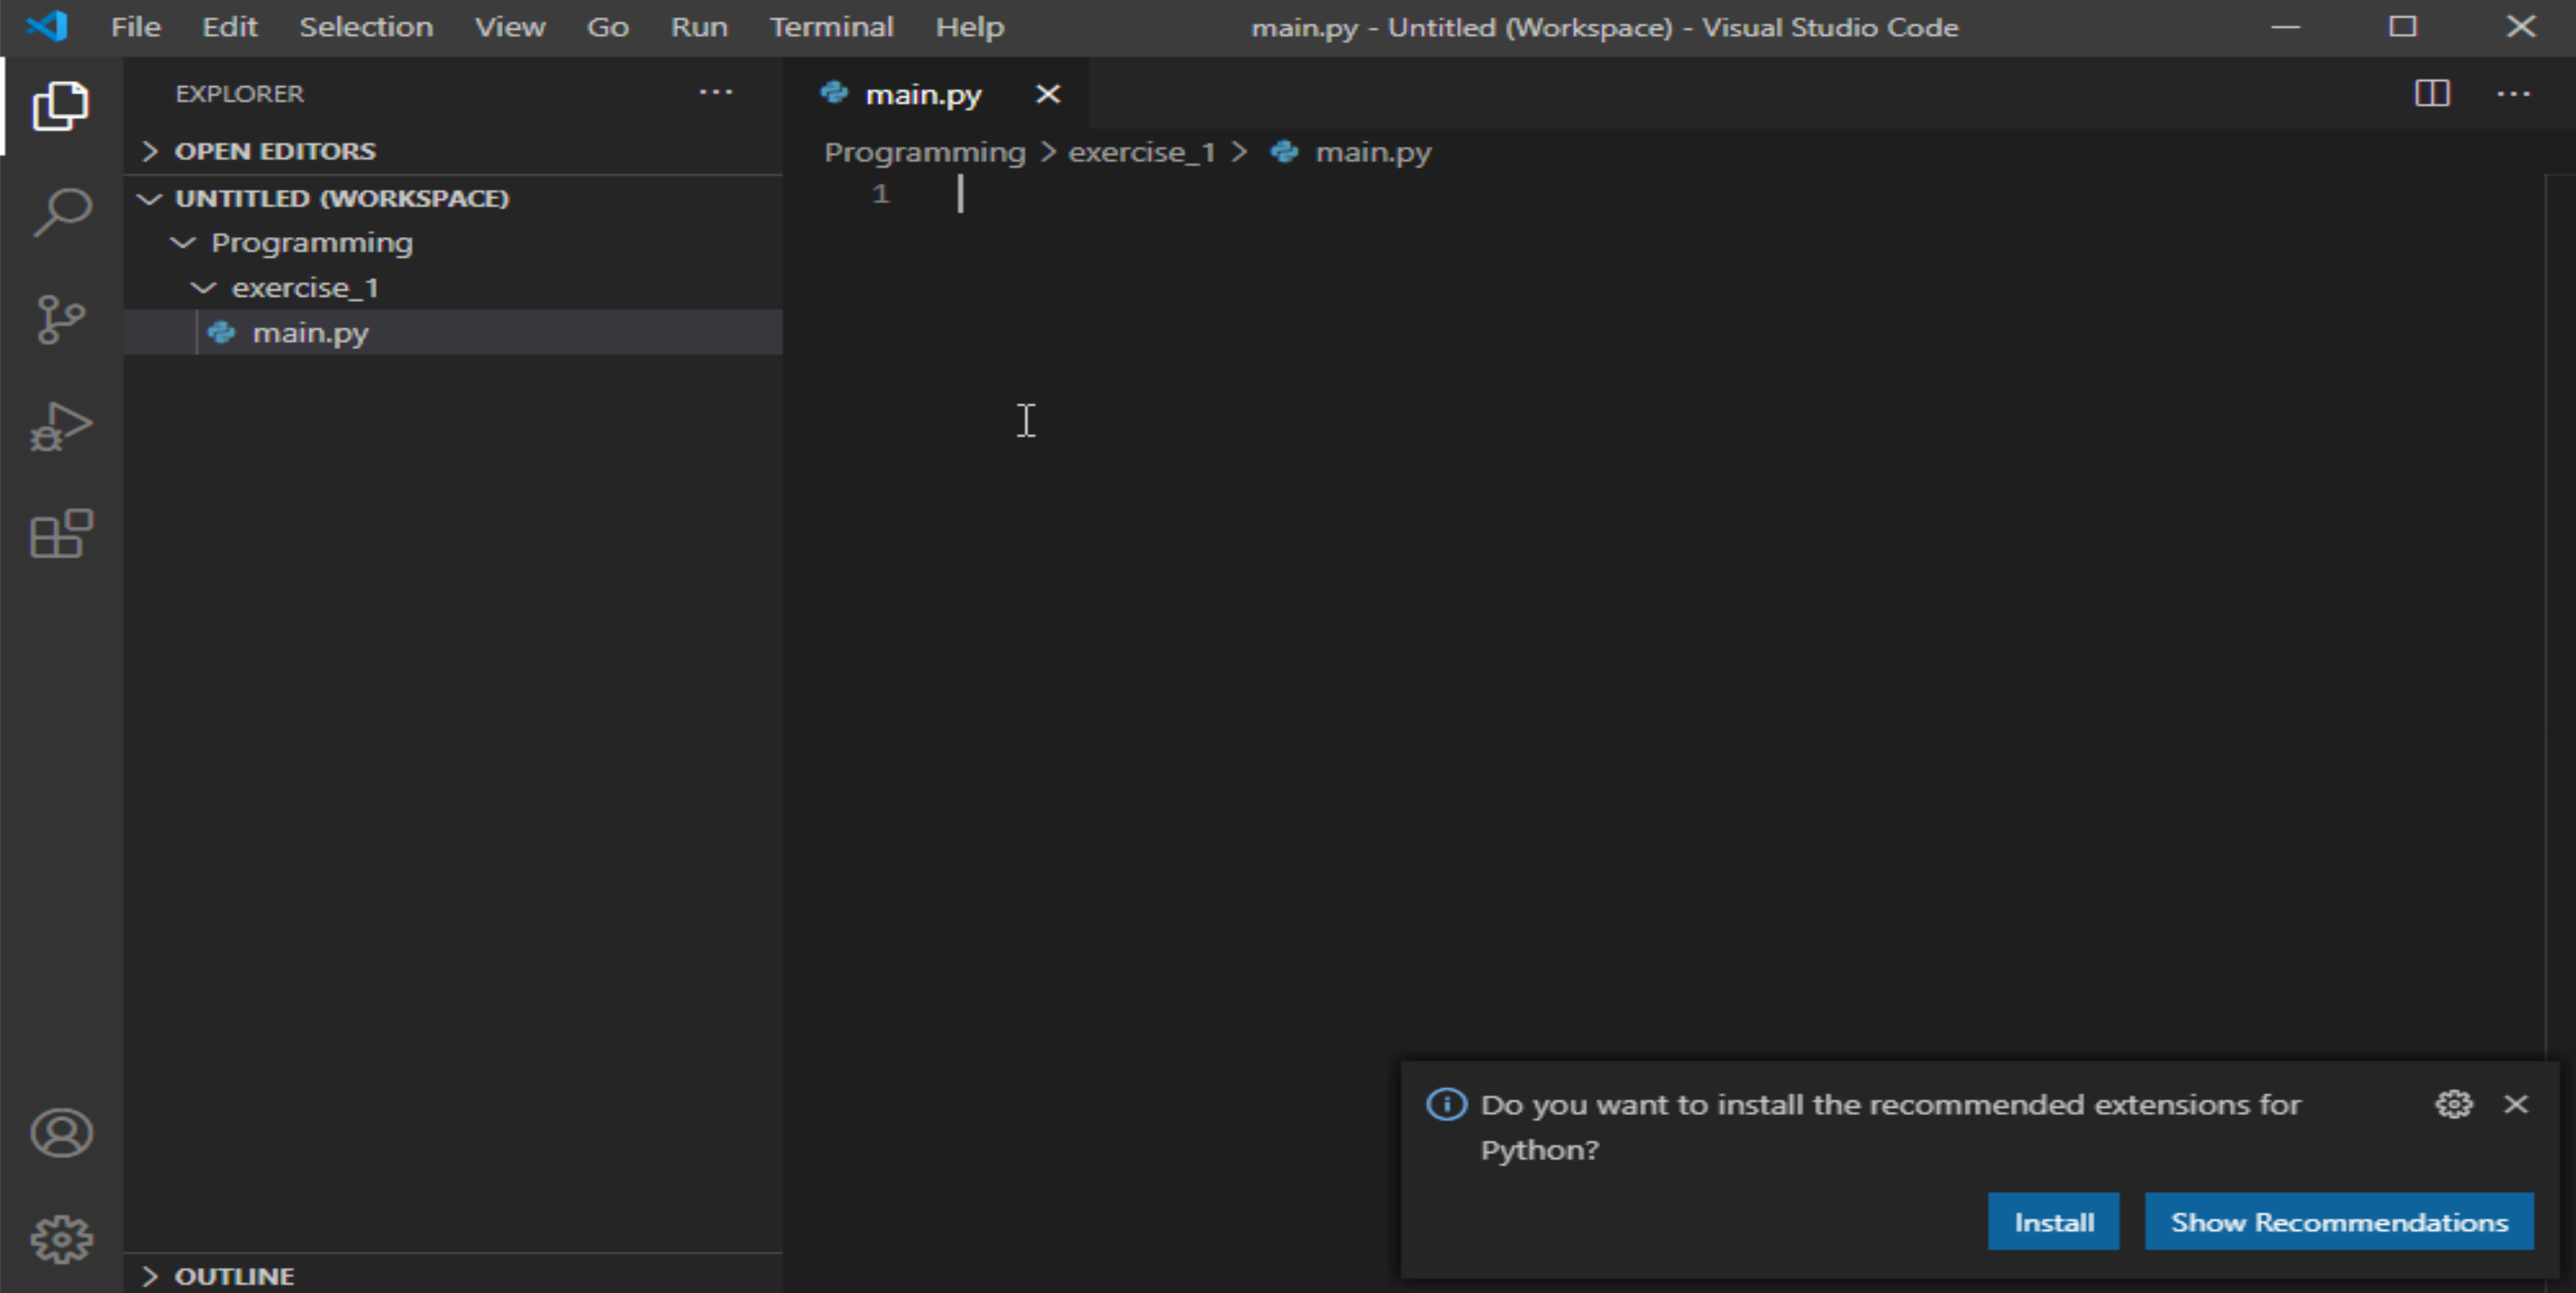 File Edit Selection View Go Run Terminal Help main.py - Untitled (Workspace) - Visual Studio Code
EXPLORER
OPEN EDITORS
UNTITLED (WORKSPACE)
Programming
exercise_1
main.py
OUTLINE
main.py
Programming > exercise_1 > main.py
1
Do you want to install the recommended extensions for
Python?
Install Show Recommendations